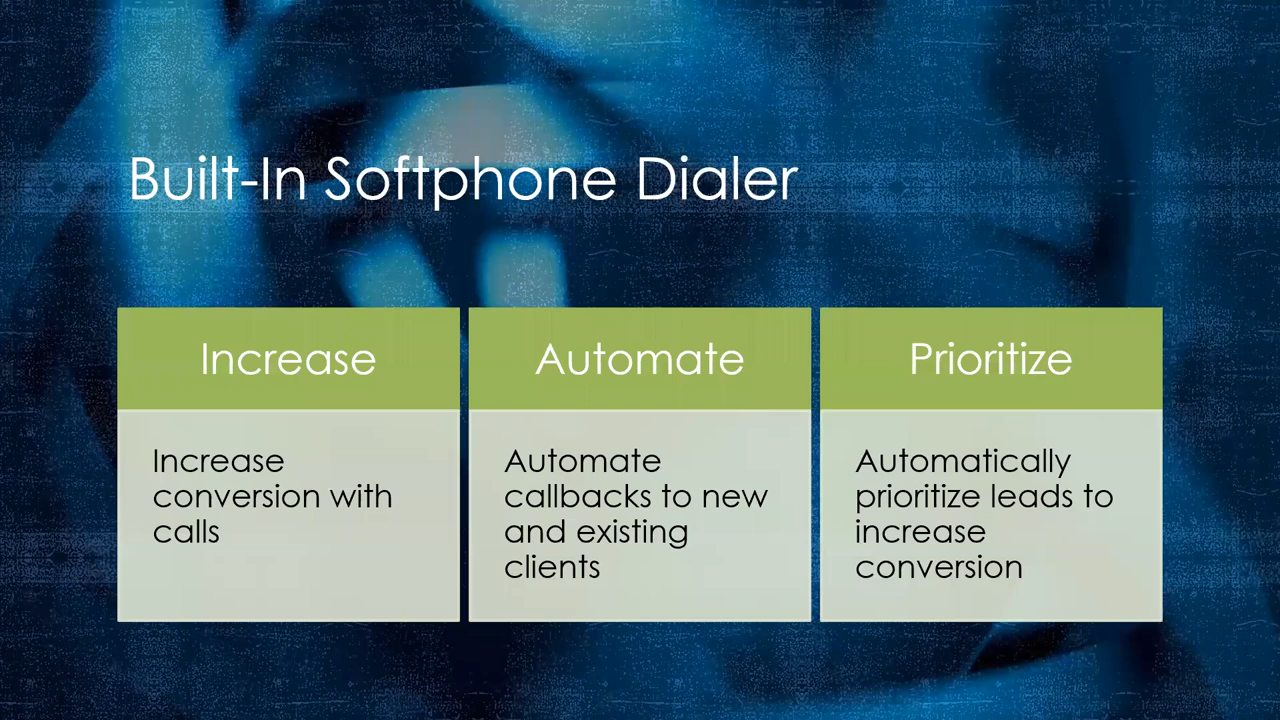 Built-In Softphone Dialer
Increase
Increase
conversion with
calls
Automate
Automate
callbacks to new
and existing
clients
Prioritize
Automatically
prioritize leads to
increase
conversion